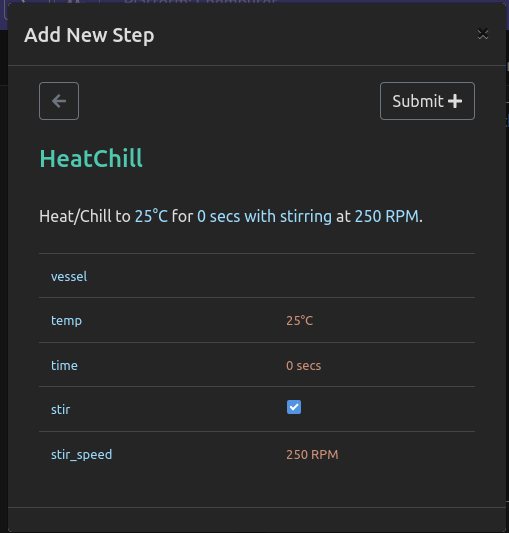 Add New Step
×
Submit +
HeatChill
Heat/Chill to 25°C for 0 secs with stirring at 250 RPM.
vessel
temp 25°C
time 0 secs
stir
stir_speed 250 RPM